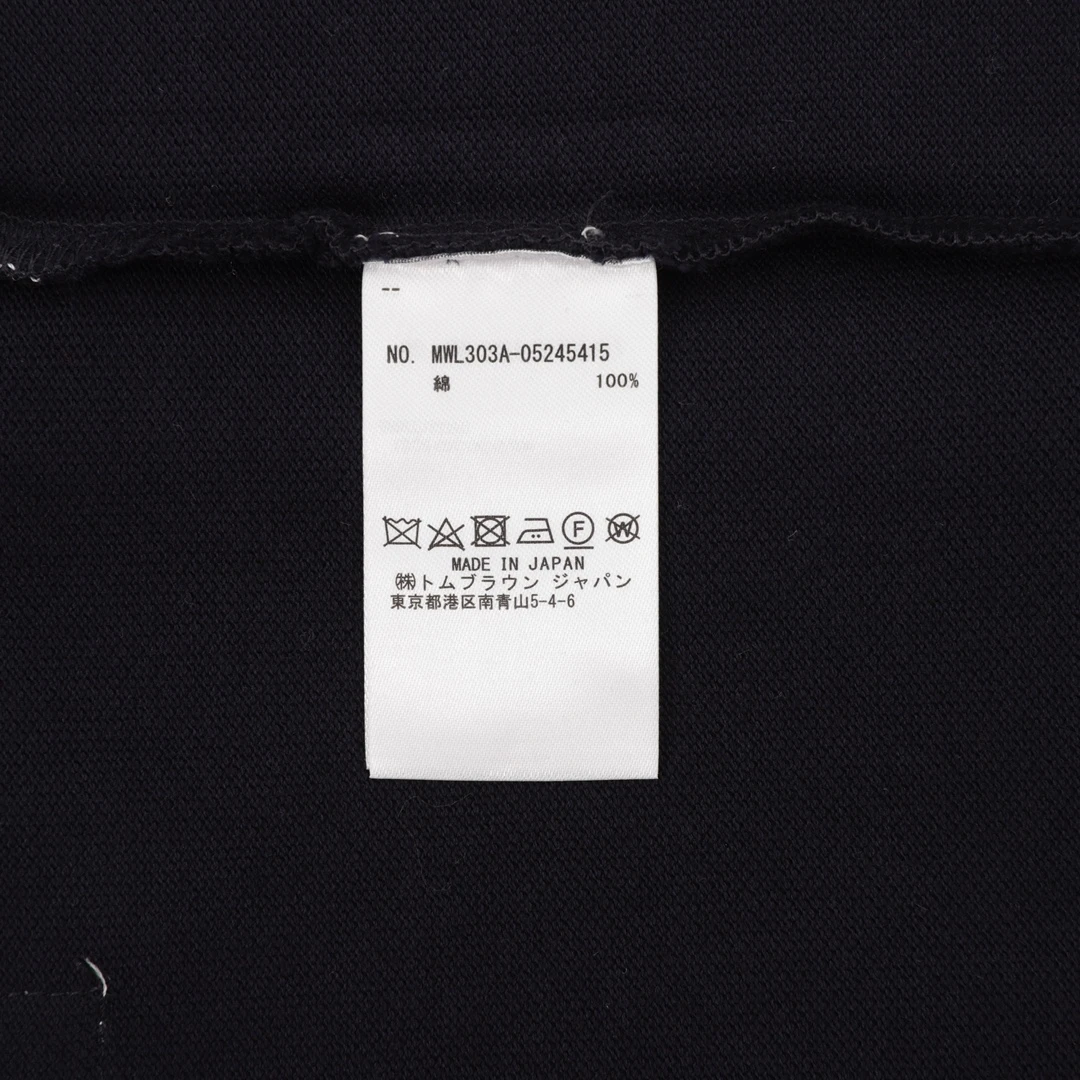 --
NO. MWL303A-05245415
綿 100%
F W
MADE IN JAPAN
㈱トムブラウン ジャパン
東京都港区南青山5-4-6